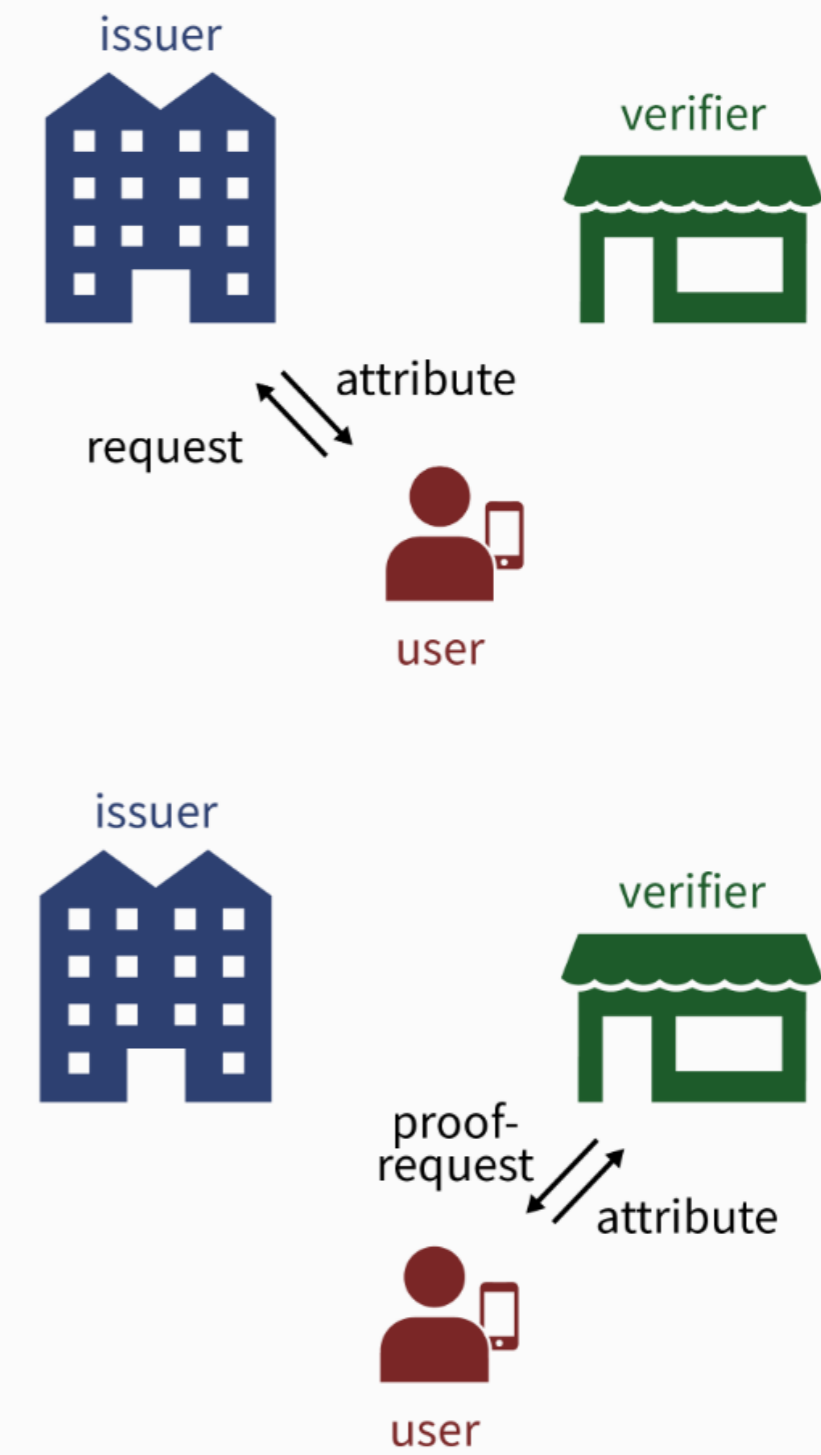 issuer
verifier
attribute
request
user
issuer
verifier
proof-
request
attribute
user